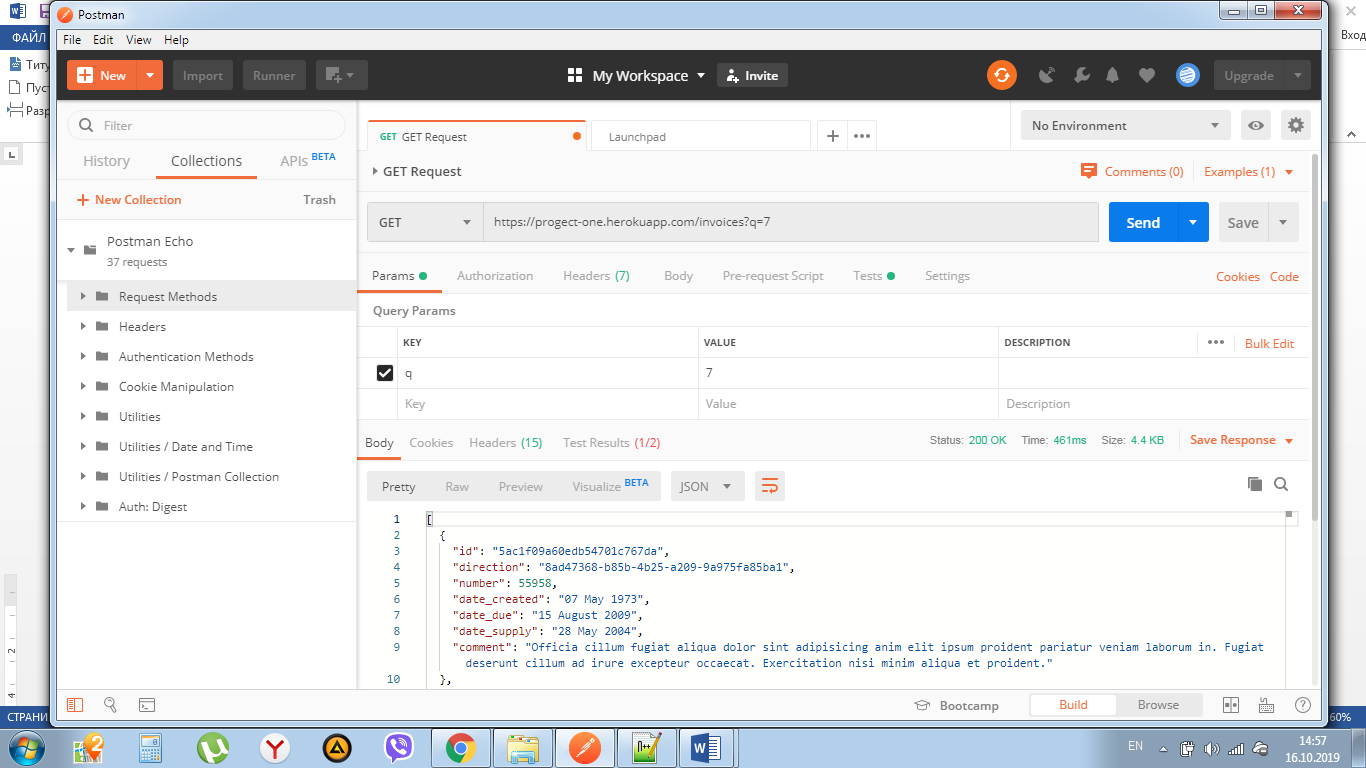 Postman
ФАЙЛ
Вход
File Edit View Help
Титу
Пуст
Разр
New Import Runner My Workspace Invite Upgrade
Filter
History Collections APIs BETA
New Collection Trash
Postman Echo
37 requests
Request Methods
Headers
Authentication Methods
Cookie Manipulation
Utilities
Utilities / Date and Time
Utilities / Postman Collection
Auth: Digest
GET GET Request Launchpad No Environment
GET Request Comments (0) Examples (1)
GET https://progect-one.herokuapp.com/invoices?q=7 Send Save
Params Authorization Headers (7) Body Pre-request Script Tests Settings Cookies Code
Query Params
KEY VALUE DESCRIPTION Bulk Edit
q 7
Key Value Description
Body Cookies Headers (15) Test Results (1/2) Status: 200 OK Time: 461ms Size: 4.4 KB Save Response
Pretty Raw Preview Visualize BETA JSON
1 [
2 {
3 "id": "5ac1f09a60edb54701c767da",
4 "direction": "8ad47368-b85b-4b25-a209-9a975fa85ba1",
5 "number": 55958,
6 "date_created": "07 May 1973",
7 "date_due": "15 August 2009",
8 "date_supply": "28 May 2004",
9 "comment": "Officia cillum fugiat aliqua dolor sint adipisicing anim elit ipsum proident pariatur veniam laborum in. Fugiat
deserunt cillum ad irure excepteur occaecat. Exercitation nisi minim aliqua et proident."
10 },
2
4
Bootcamp Build Browse
СТРАНИ 60%
EN 14:57
16.10.2019